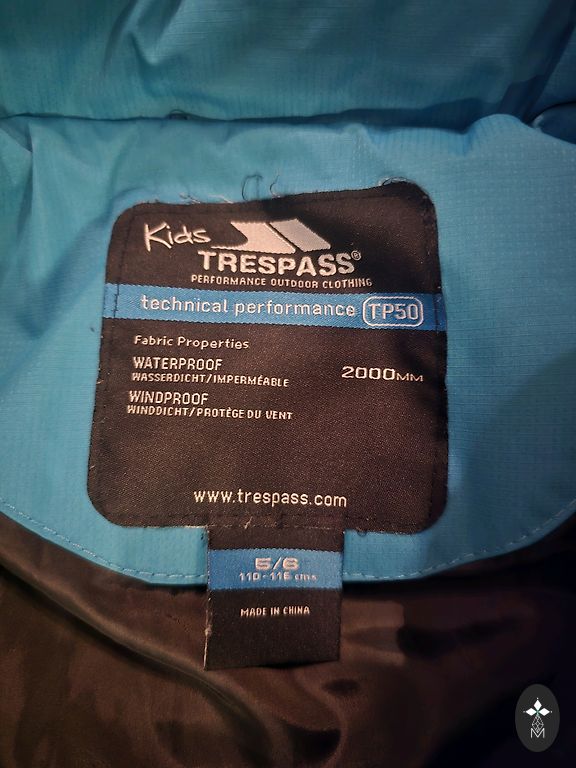 Kids
TRESPASS®
PERFORMANCE OUTDOOR CLOTHING
technical performance TP50
Fabric Properties
WATERPROOF 2000MM
WASSERDICHT/IMPERMÉABLE
WINDPROOF
WINDDICHT/PROTÈGE DU VENT
www.trespass.com
5/6
110-116 cms
MADE IN CHINA
M